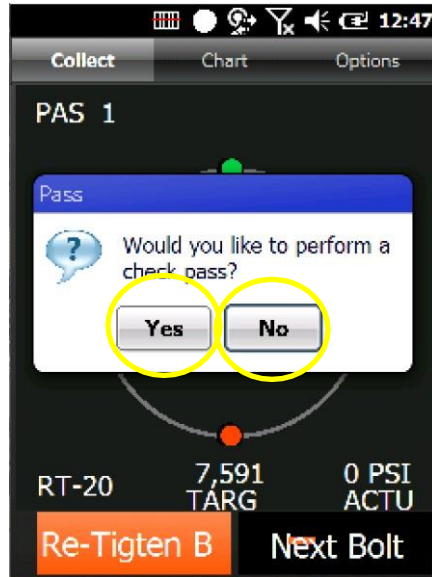 12:47
Collect Chart Options
PAS 1
Pass
Would you like to perform a
check pass?
Yes No
RT-20 7,591 0 PSI
TARG ACTU
Re-Tigten B Next Bolt